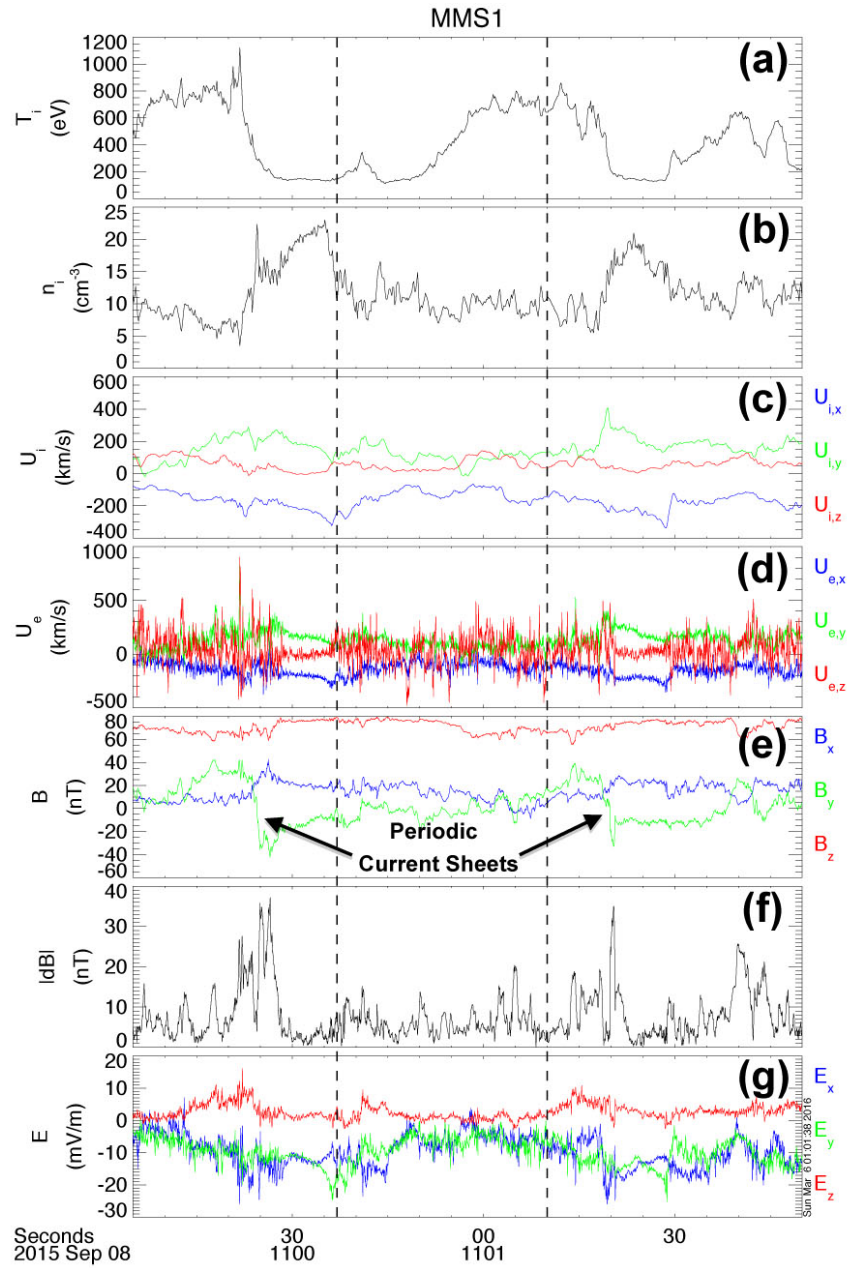 MMS1
(a)
1200
1000
800
600
400
200
0
T_i
(eV)
(b)
25
20
15
10
5
0
n_i
(cm^-3)
(c)
600
400
200
0
-200
-400
U_i
(km/s)
U_i,x
U_i,y
U_i,z
(d)
1000
500
0
-500
U_e
(km/s)
U_e,x
U_e,y
U_e,z
(e)
80
60
40
20
0
-20
-40
-60
B
(nT)
B_x
B_y
B_z
Periodic
Current Sheets
(f)
40
30
20
10
0
|dB|
(nT)
(g)
20
10
0
-10
-20
-30
E
(mV/m)
E_x
E_y
E_z
Sun Mar 6 01:01:38 2016
Seconds 30 00 30
2015 Sep 08 1100 1101